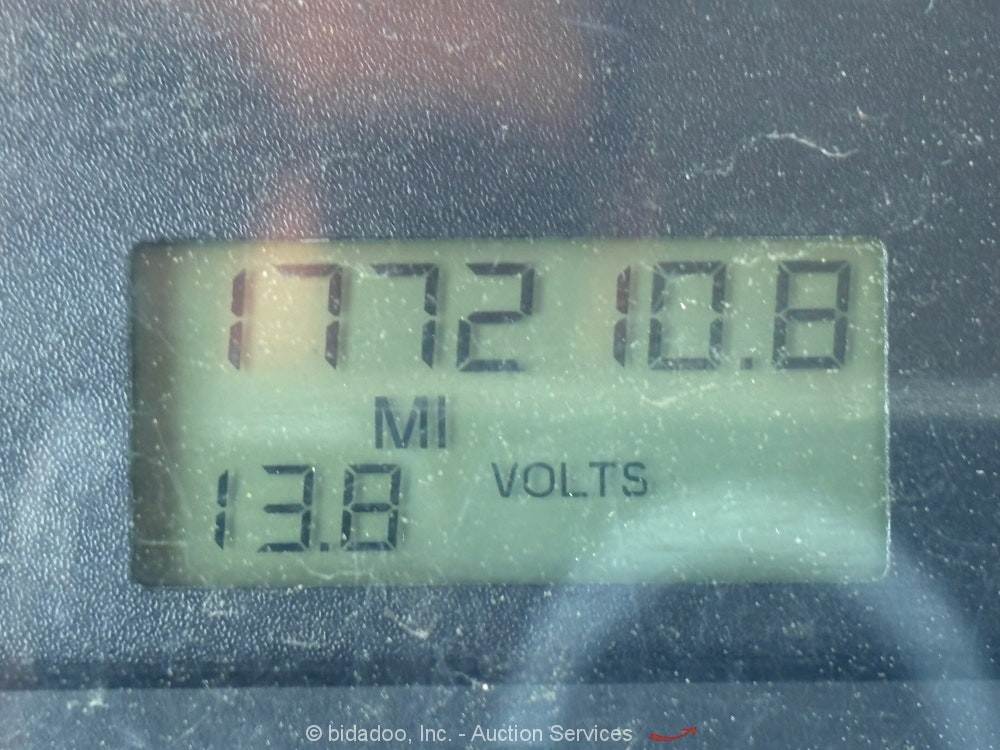 177210.8
MI
13.8 VOLTS
© bidadoo, Inc. - Auction Services